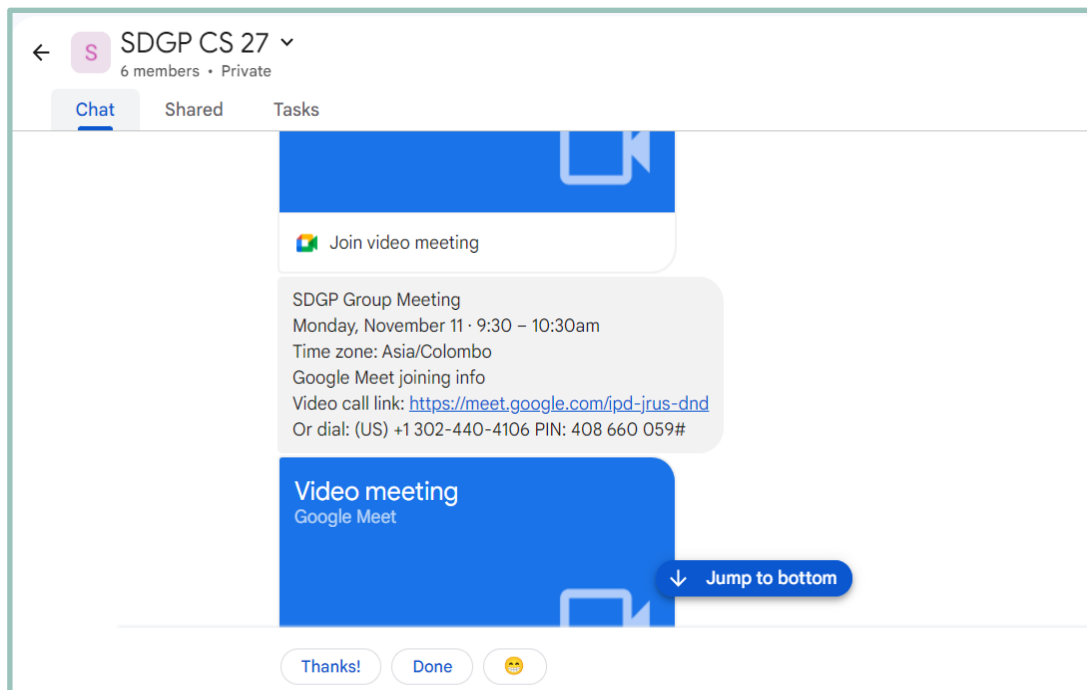 S
SDGP CS 27
6 members • Private
Chat
Shared
Tasks
Join video meeting
SDGP Group Meeting
Monday, November 11 · 9:30 – 10:30am
Time zone: Asia/Colombo
Google Meet joining info
Video call link: https://meet.google.com/ipd-jrus-dnd
Or dial: (US) +1 302-440-4106 PIN: 408 660 059#
Video meeting
Google Meet
Jump to bottom
Thanks!
Done
😁